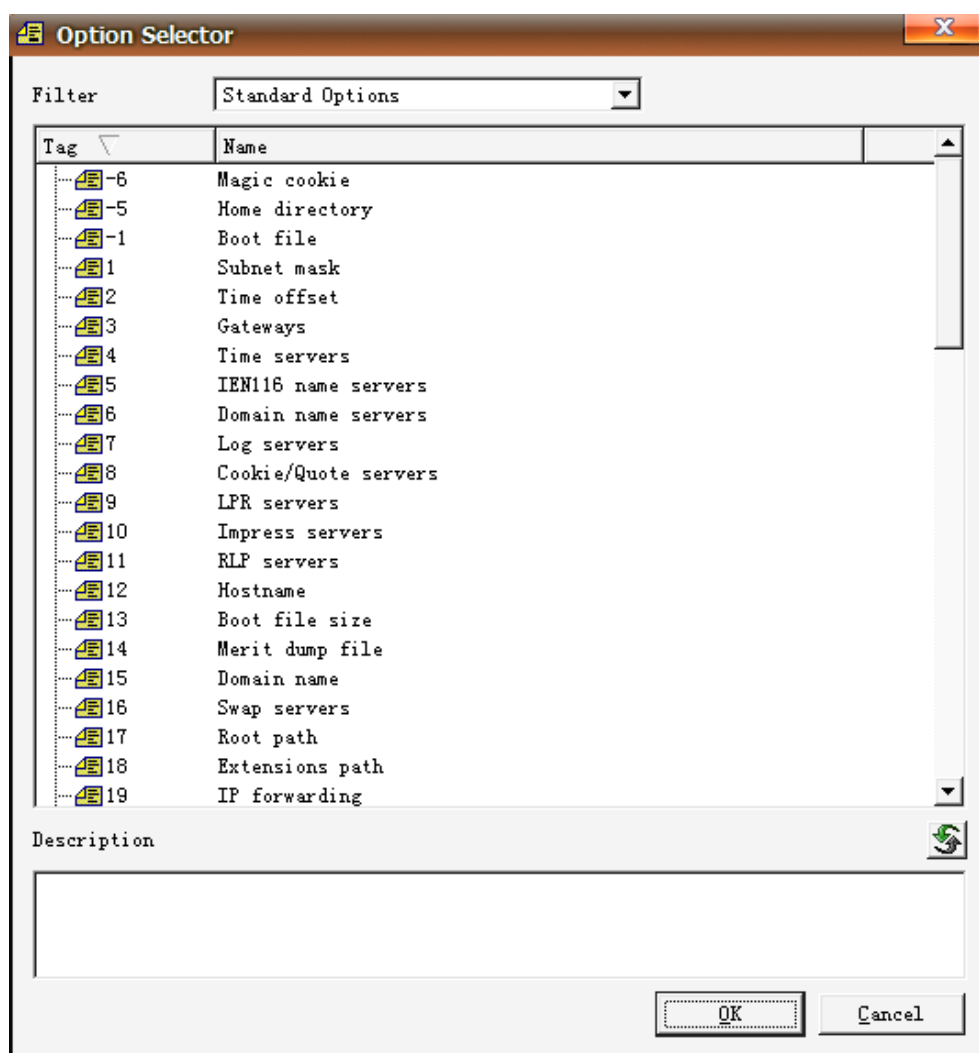 Option Selector
Filter Standard Options
Tag Name
-6 Magic cookie
-5 Home directory
-1 Boot file
1 Subnet mask
2 Time offset
3 Gateways
4 Time servers
5 IEN116 name servers
6 Domain name servers
7 Log servers
8 Cookie/Quote servers
9 LPR servers
10 Impress servers
11 RLP servers
12 Hostname
13 Boot file size
14 Merit dump file
15 Domain name
16 Swap servers
17 Root path
18 Extensions path
19 IP forwarding
Description
OK Cancel